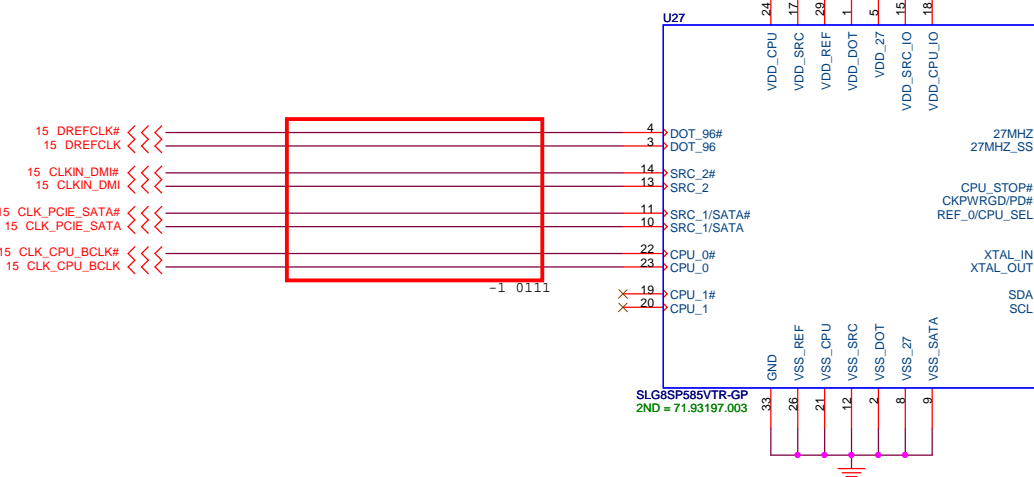 U27
24
17
29
1
5
15
18
VDD_CPU
VDD_SRC
VDD_REF
VDD_DOT
VDD_27
VDD_SRC_IO
VDD_CPU_IO
15 DREFCLK#
4
DOT_96#
27MHZ
15 DREFCLK
3
DOT_96
27MHZ_SS
15 CLKIN_DMI#
14
SRC_2#
15 CLKIN_DMI
13
SRC_2
CPU_STOP#
CKPWRGD/PD#
15 CLK_PCIE_SATA#
11
SRC_1/SATA#
REF_0/CPU_SEL
15 CLK_PCIE_SATA
10
SRC_1/SATA
15 CLK_CPU_BCLK#
22
CPU_0#
XTAL_IN
15 CLK_CPU_BCLK
23
CPU_0
XTAL_OUT
-1 0111
19
CPU_1#
SDA
20
CPU_1
SCL
GND
VSS_REF
VSS_CPU
VSS_SRC
VSS_DOT
VSS_27
VSS_SATA
SLG8SP585VTR-GP
2ND = 71.93197.003
33
26
21
12
2
8
9